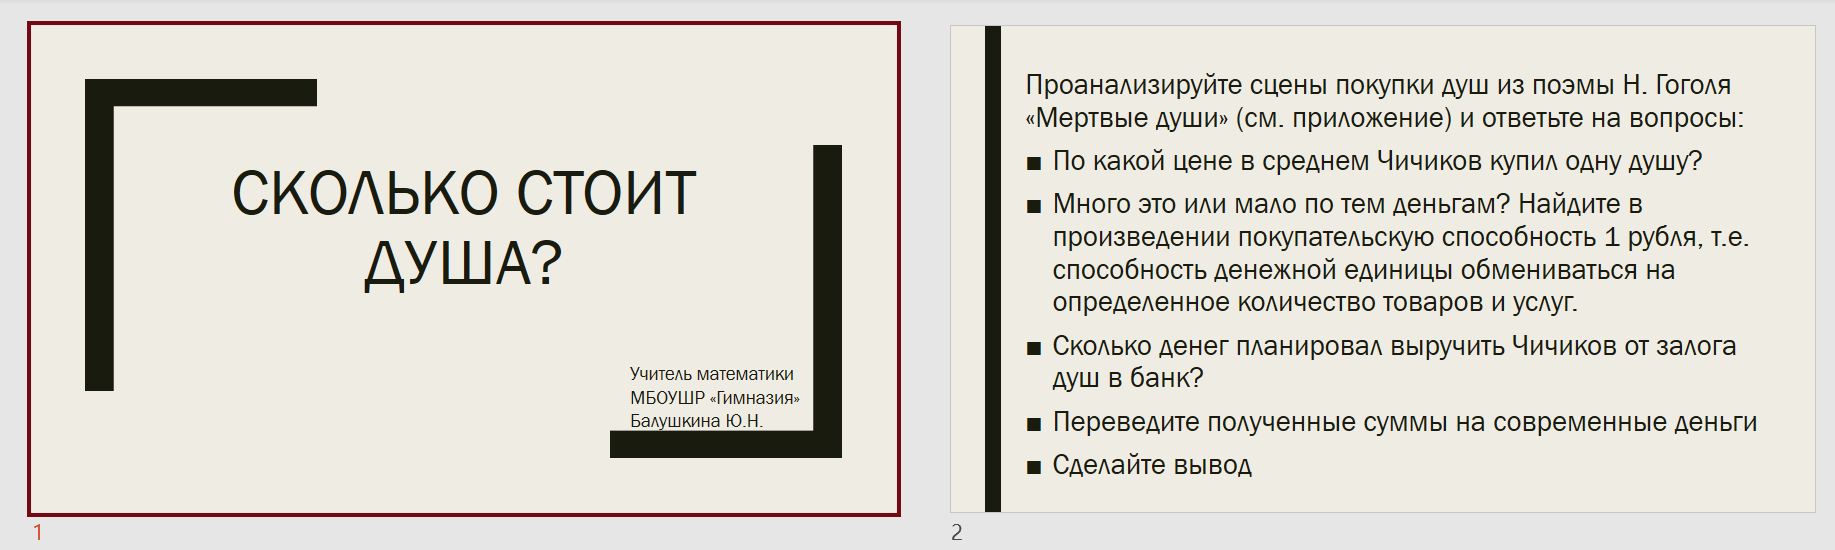 СКОЛЬКО СТОИТ
ДУША?
Учитель математики
МБОУШР «Гимназия»
Балушкина Ю.Н.
1
Проанализируйте сцены покупки душ из поэмы Н. Гоголя
«Мертвые души» (см. приложение) и ответьте на вопросы:
■ По какой цене в среднем Чичиков купил одну душу?
■ Много это или мало по тем деньгам? Найдите в
произведении покупательскую способность 1 рубля, т.е.
способность денежной единицы обмениваться на
определенное количество товаров и услуг.
■ Сколько денег планировал выручить Чичиков от залога
душ в банк?
■ Переведите полученные суммы на современные деньги
■ Сделайте вывод
2